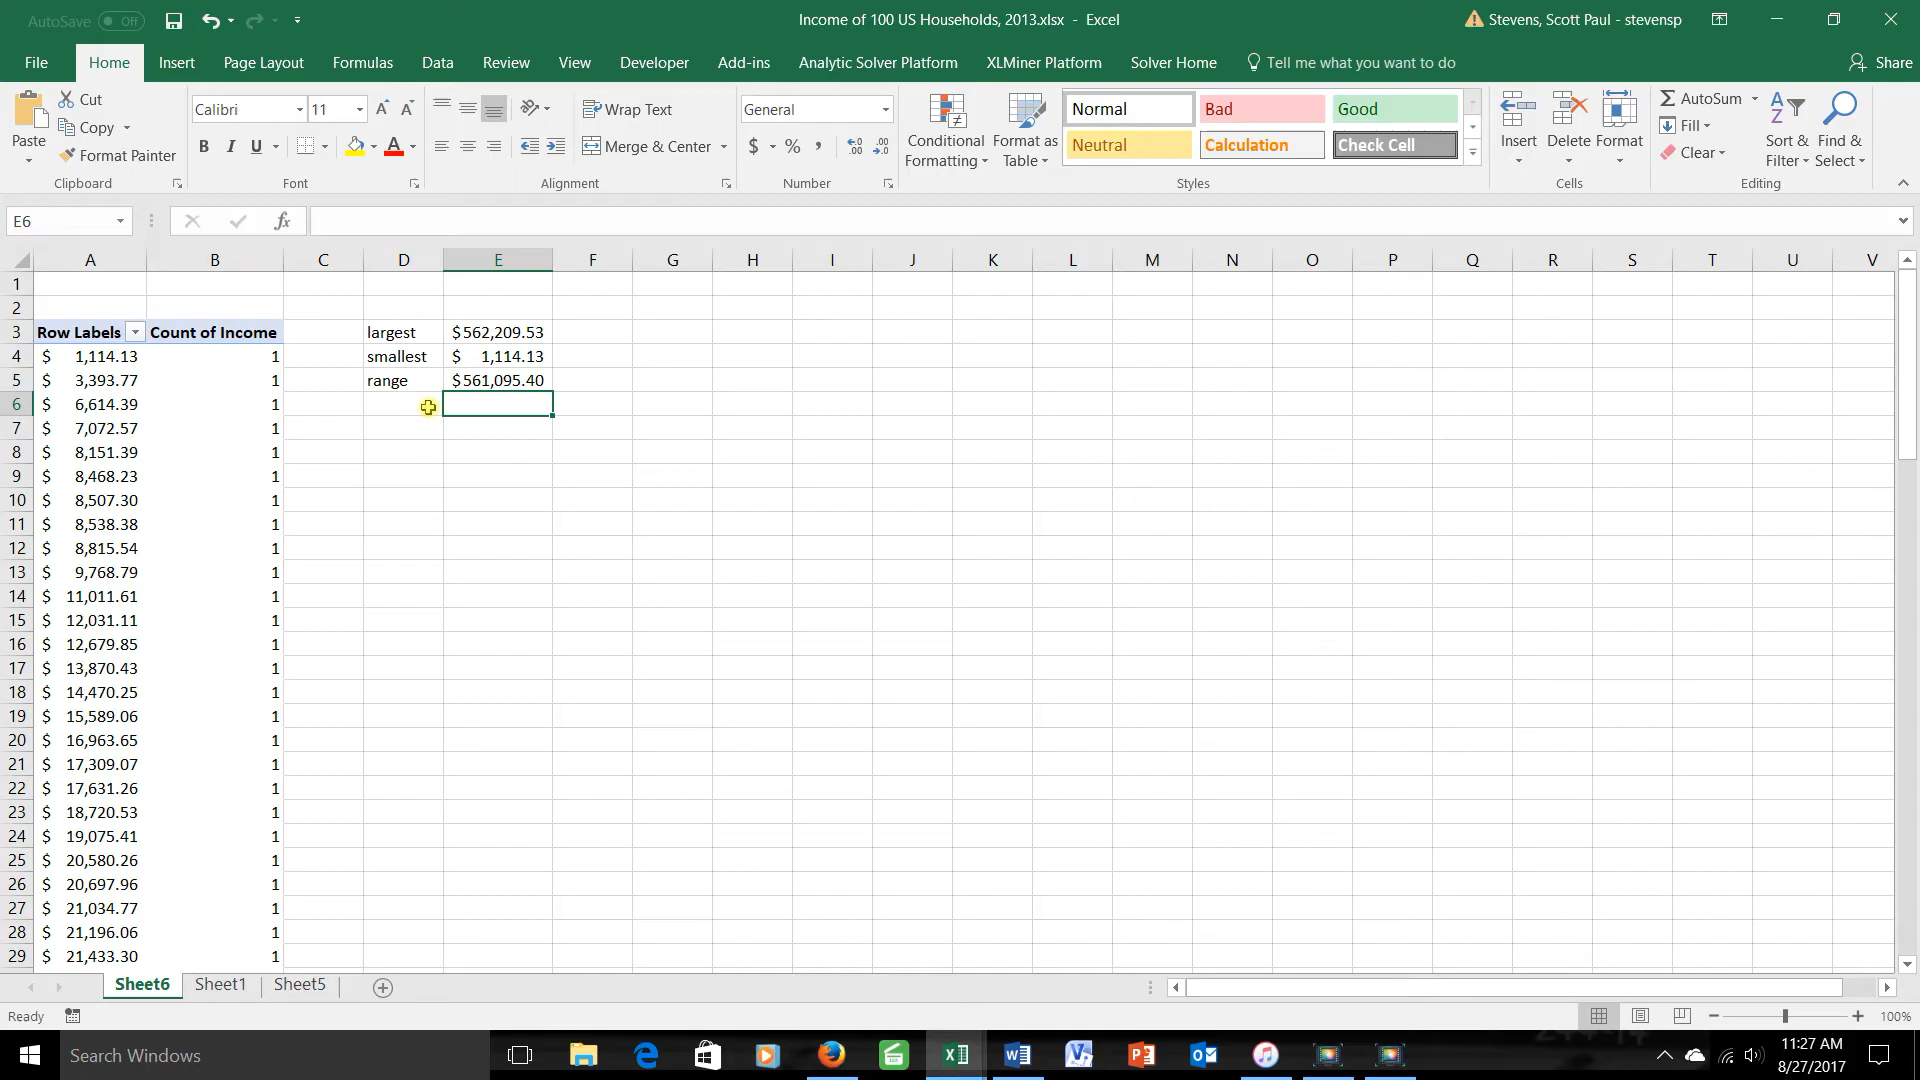 AutoSave Off
Income of 100 US Households, 2013.xlsx - Excel
Stevens, Scott Paul - stevensp
File Home Insert Page Layout Formulas Data Review View Developer Add-ins Analytic Solver Platform XLMiner Platform Solver Home Tell me what you want to do Share
Paste
Cut
Copy
Format Painter
Clipboard
Calibri 11
B I U
Font
Wrap Text
Merge & Center
Alignment
General
$ % ,
Number
Conditional Formatting
Format as Table
Normal Bad Good
Neutral Calculation Check Cell
Styles
Insert Delete Format
Cells
AutoSum
Fill
Clear
Sort & Filter
Find & Select
Editing
E6
fx
A B C D E F G H I J K L M N O P Q R S T U V
1
2
3 Row Labels Count of Income largest $562,209.53
4 $ 1,114.13 1 smallest $ 1,114.13
5 $ 3,393.77 1 range $561,095.40
6 $ 6,614.39 1
7 $ 7,072.57 1
8 $ 8,151.39 1
9 $ 8,468.23 1
10 $ 8,507.30 1
11 $ 8,538.38 1
12 $ 8,815.54 1
13 $ 9,768.79 1
14 $ 11,011.61 1
15 $ 12,031.11 1
16 $ 12,679.85 1
17 $ 13,870.43 1
18 $ 14,470.25 1
19 $ 15,589.06 1
20 $ 16,963.65 1
21 $ 17,309.07 1
22 $ 17,631.26 1
23 $ 18,720.53 1
24 $ 19,075.41 1
25 $ 20,580.26 1
26 $ 20,697.96 1
27 $ 21,034.77 1
28 $ 21,196.06 1
29 $ 21,433.30 1
Sheet6 Sheet1 Sheet5
Ready
100%
Search Windows
11:27 AM
8/27/2017